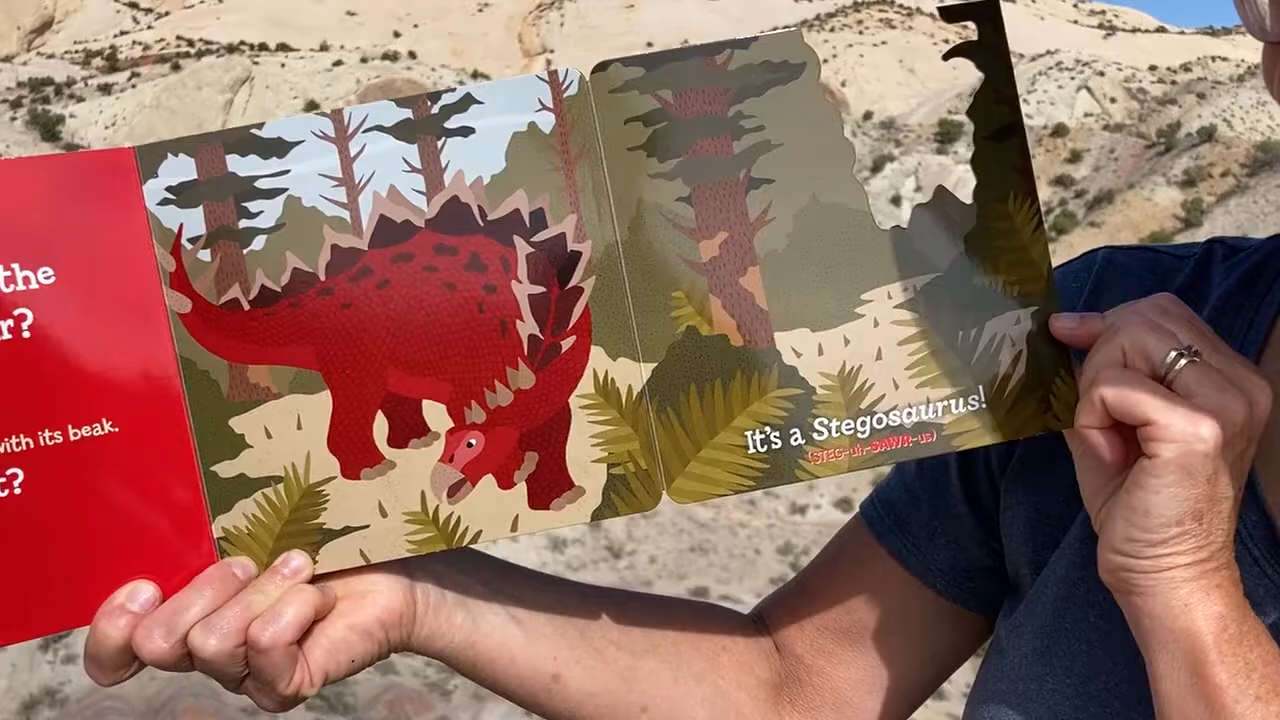 the
r?
with its beak.
t?
It's a Stegosaurus!
(STEG-uh-SAWR-us)